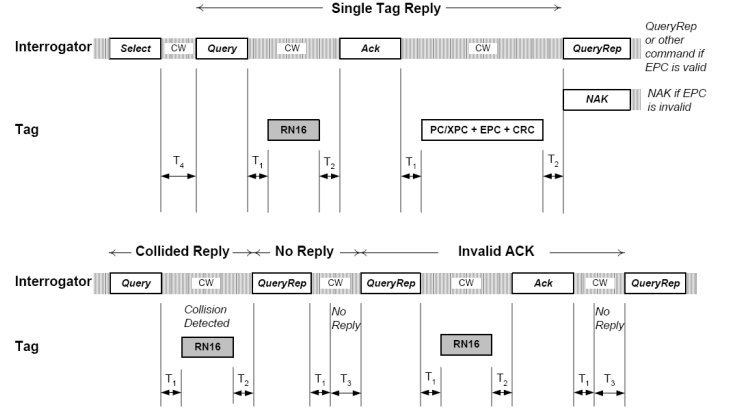 Single Tag Reply
Interrogator
Select
CW
Query
CW
Ack
CW
QueryRep
QueryRep
or other
command if
EPC is valid
NAK
NAK if EPC
is invalid
Tag
RN16
PC/XPC + EPC + CRC
T4
T1
T2
T1
T2
Collided Reply
No Reply
Invalid ACK
Interrogator
Query
CW
QueryRep
CW
QueryRep
CW
Ack
CW
QueryRep
Collision
Detected
No
Reply
No
Reply
Tag
RN16
RN16
T1
T2
T1
T3
T1
T2
T1
T3